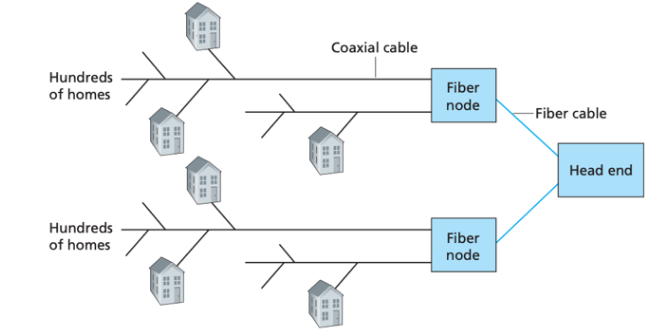 Coaxial cable
Hundreds
of homes
Fiber
node
Fiber cable
Head end
Hundreds
of homes
Fiber
node